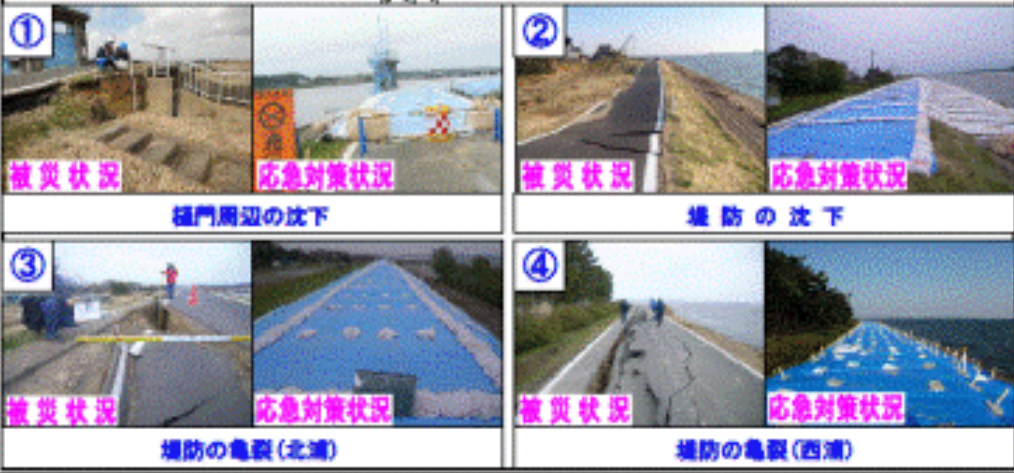 ①
被災状況
応急対策状況
樋門周辺の沈下
②
被災状況
応急対策状況
堤防の沈下
③
被災状況
応急対策状況
堤防の亀裂(北浦)
④
被災状況
応急対策状況
堤防の亀裂(西浦)